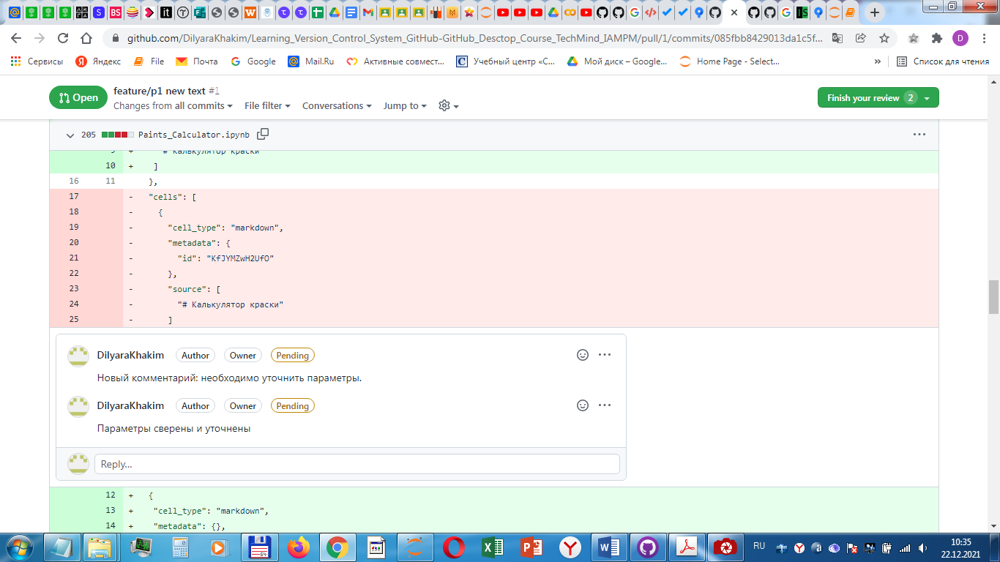 github.com/DilyaraKhakim/Learning_Version_Control_System_GitHub-GitHub_Desctop_Course_TechMind_IAMPM/pull/1/commits/085fbb8429013da1c5f...
Сервисы Яндекс File Почта Google Mail.Ru Активные совмест... Учебный центр «С... Мой диск – Google... Home Page - Select... » Список для чтения
Open
feature/p1 new text #1
Changes from all commits File filter Conversations Jump to
Finish your review 2
205 Paints_Calculator.ipynb
9 + "# Калькулятор краски"
10 + ]
16 11 },
17 - "cells": [
18 - {
19 - "cell_type": "markdown",
20 - "metadata": {
21 - "id": "KfJYMZwH2UfO"
22 - },
23 - "source": [
24 - "# Калькулятор краски"
25 - ]
DilyaraKhakim Author Owner Pending
Новый комментарий: необходимо уточнить параметры.
DilyaraKhakim Author Owner Pending
Параметры сверены и уточнены
Reply...
12 + {
13 + "cell_type": "markdown",
14 + "metadata": {},
RU
10:35
22.12.2021